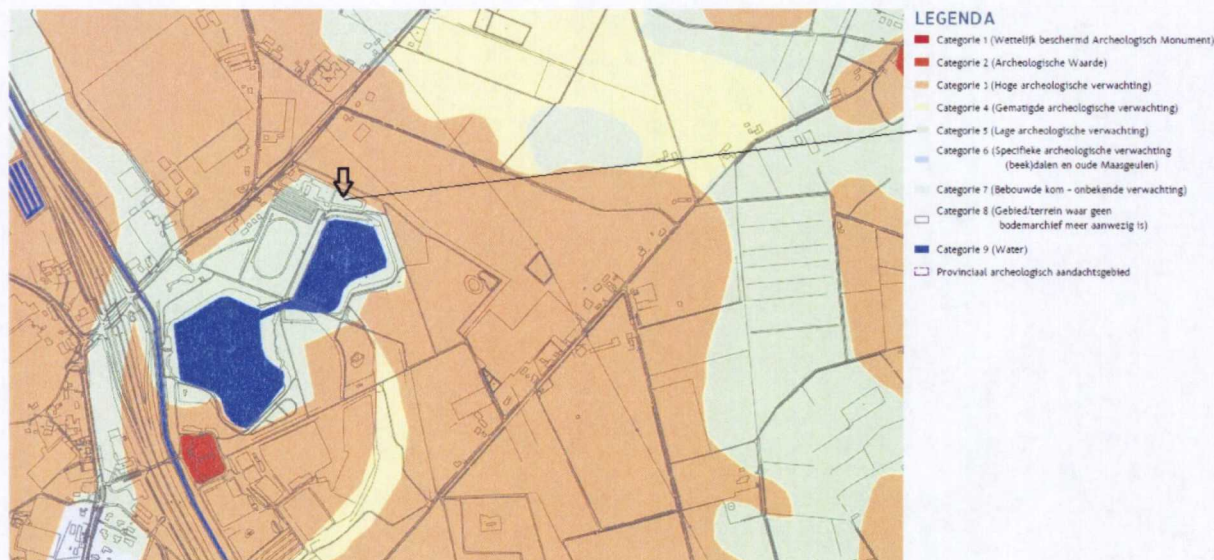 LEGENDA
Categorie 1 (Wettelijk beschermd Archeologisch Monument)
Categorie 2 (Archeologische Waarde)
Categorie 3 (Hoge archeologische verwachting)
Categorie 4 (Gematigde archeologische verwachting)
Categorie 5 (Lage archeologische verwachting)
Categorie 6 (Specifieke archeologische verwachting
(beek)dalen en oude Maasgeulen)
Categorie 7 (Bebouwde kom - onbekende verwachting)
Categorie 8 (Gebied/terrein waar geen
bodemarchief meer aanwezig is)
Categorie 9 (Water)
Provinciaal archeologisch aandachtsgebied